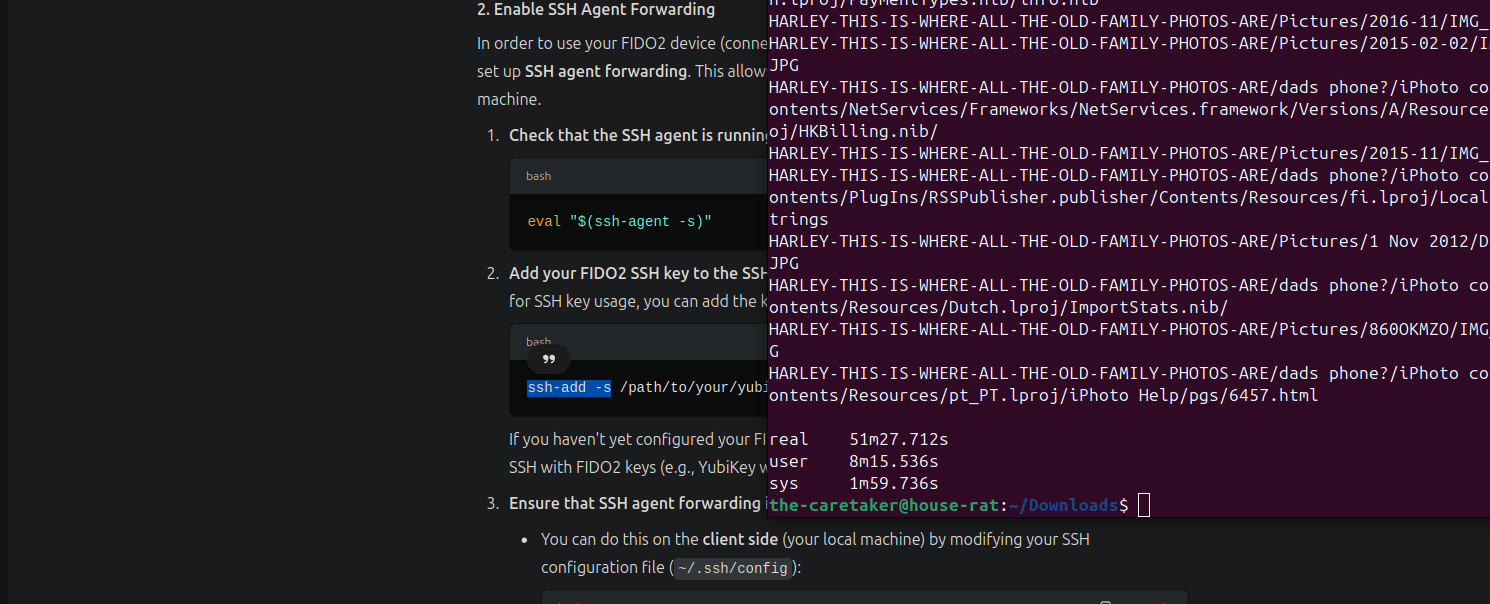 2. Enable SSH Agent Forwarding
In order to use your FIDO2 device (conne
set up SSH agent forwarding. This allow
machine.
1. Check that the SSH agent is running
bash
eval "$(ssh-agent -s)"
2. Add your FIDO2 SSH key to the SSH
for SSH key usage, you can add the k
bash
ssh-add -s /path/to/your/yubi
If you haven't yet configured your FI
SSH with FIDO2 keys (e.g., YubiKey w
3. Ensure that SSH agent forwarding i
• You can do this on the client side (your local machine) by modifying your SSH
configuration file (~/.ssh/config):
n.lproj/PaymentTypes.nib/info.nib
HARLEY-THIS-IS-WHERE-ALL-THE-OLD-FAMILY-PHOTOS-ARE/Pictures/2016-11/IMG_
HARLEY-THIS-IS-WHERE-ALL-THE-OLD-FAMILY-PHOTOS-ARE/Pictures/2015-02-02/I
JPG
HARLEY-THIS-IS-WHERE-ALL-THE-OLD-FAMILY-PHOTOS-ARE/dads phone?/iPhoto co
ontents/NetServices/Frameworks/NetServices.framework/Versions/A/Resource
oj/HKBilling.nib/
HARLEY-THIS-IS-WHERE-ALL-THE-OLD-FAMILY-PHOTOS-ARE/Pictures/2015-11/IMG_
HARLEY-THIS-IS-WHERE-ALL-THE-OLD-FAMILY-PHOTOS-ARE/dads phone?/iPhoto co
ontents/PlugIns/RSSPublisher.publisher/Contents/Resources/fi.lproj/Local
trings
HARLEY-THIS-IS-WHERE-ALL-THE-OLD-FAMILY-PHOTOS-ARE/Pictures/1 Nov 2012/D
JPG
HARLEY-THIS-IS-WHERE-ALL-THE-OLD-FAMILY-PHOTOS-ARE/dads phone?/iPhoto co
ontents/Resources/Dutch.lproj/ImportStats.nib/
HARLEY-THIS-IS-WHERE-ALL-THE-OLD-FAMILY-PHOTOS-ARE/Pictures/860OKMZO/IMG
G
HARLEY-THIS-IS-WHERE-ALL-THE-OLD-FAMILY-PHOTOS-ARE/dads phone?/iPhoto co
ontents/Resources/pt_PT.lproj/iPhoto Help/pgs/6457.html
real 51m27.712s
user 8m15.536s
sys 1m59.736s
the-caretaker@house-rat:~/Downloads$